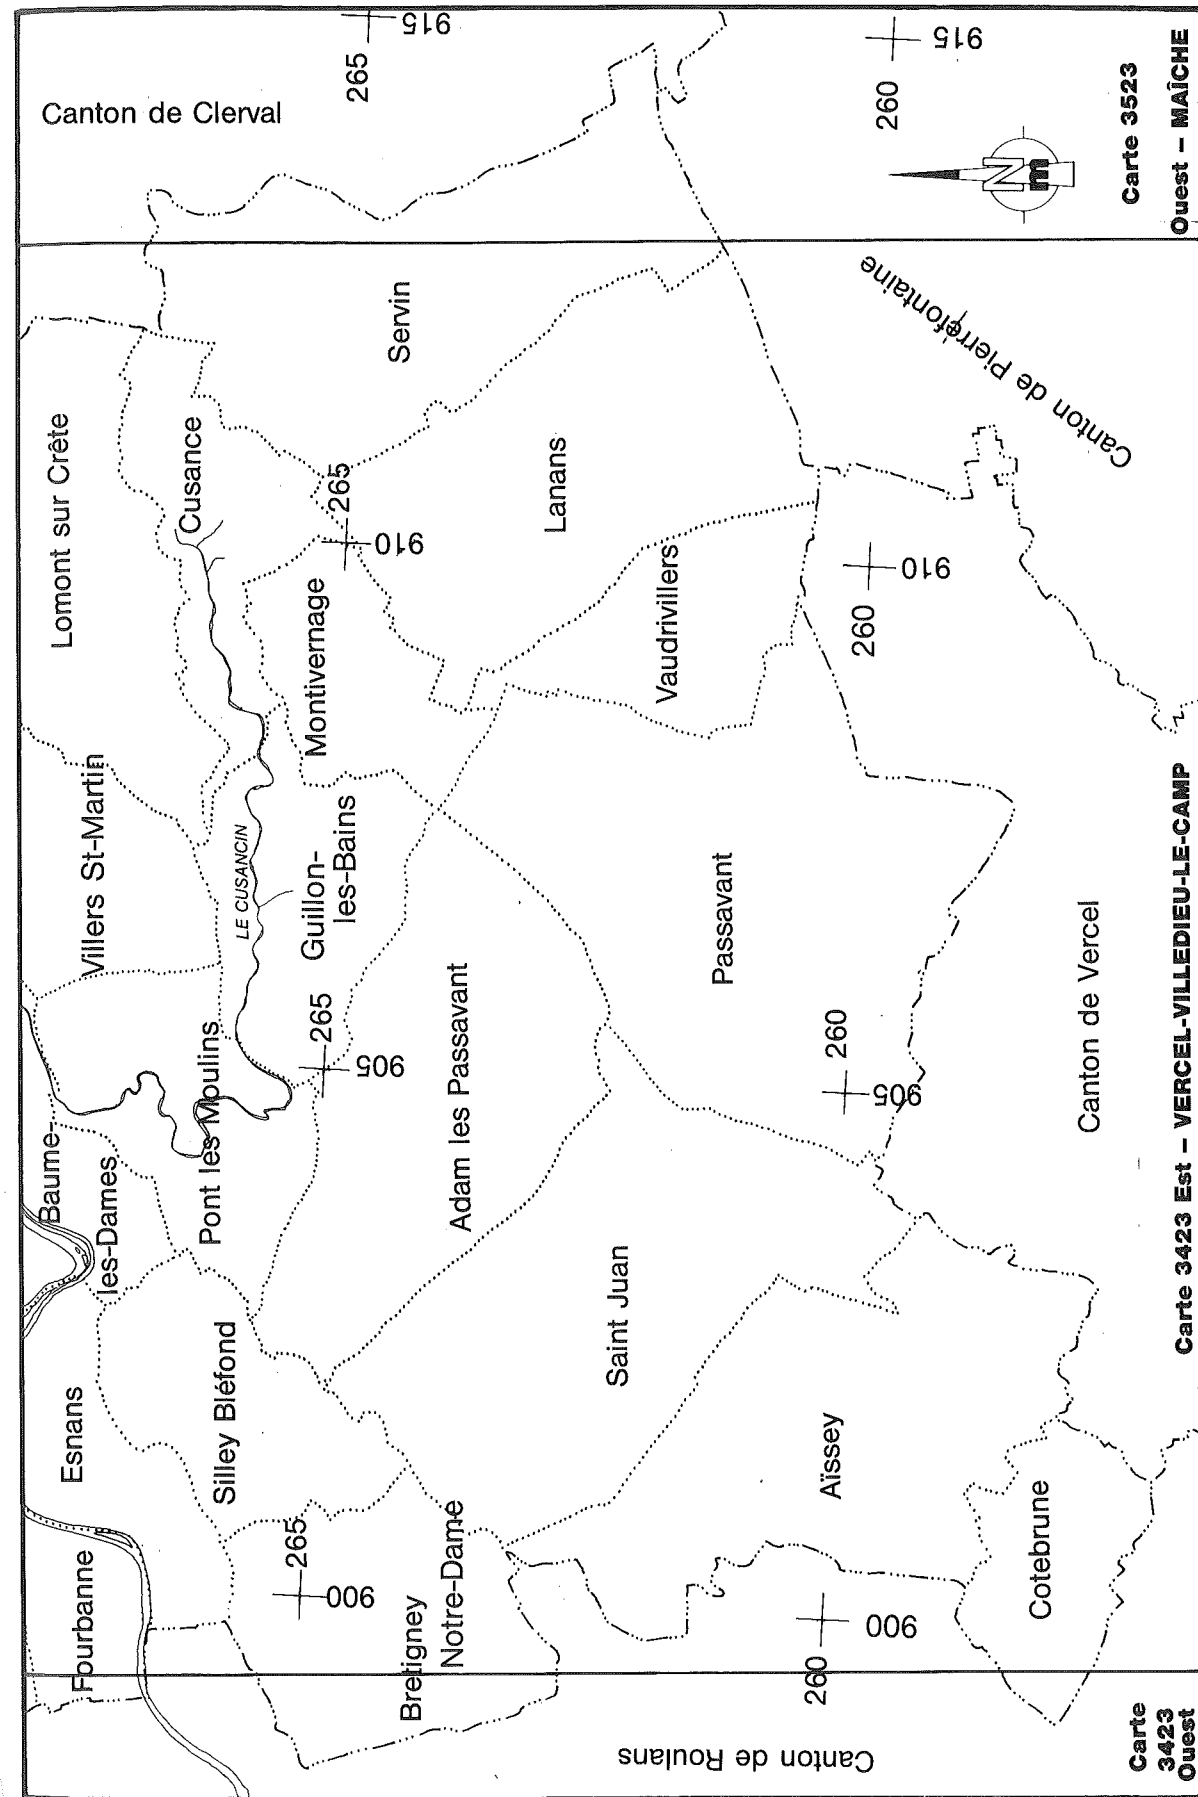 Canton de Clerval
265
915
260
915
Carte 3523
Ouest – MAÎCHE
N
m
Lomont sur Crête
Cusance
Servin
Lanans
Canton de Pierrefontaine
265
910
Montivernage
Vaudrivillers
260
910
Villers St-Martin
LE CUSANCIN
Guillon-
les-Bains
Passavant
Canton de Vercel
Carte 3423 Est – VERCEL-VILLEDIEU-LE-CAMP
Baume-
les-Dames
Pont les Moulins
265
905
Adam les Passavant
260
905
Esnans
Silley Bléfond
Saint Juan
Aïssey
Cotebrune
Fourbanne
265
900
Bretigney
Notre-Dame
260
900
Canton de Roulans
Carte
3423
Ouest